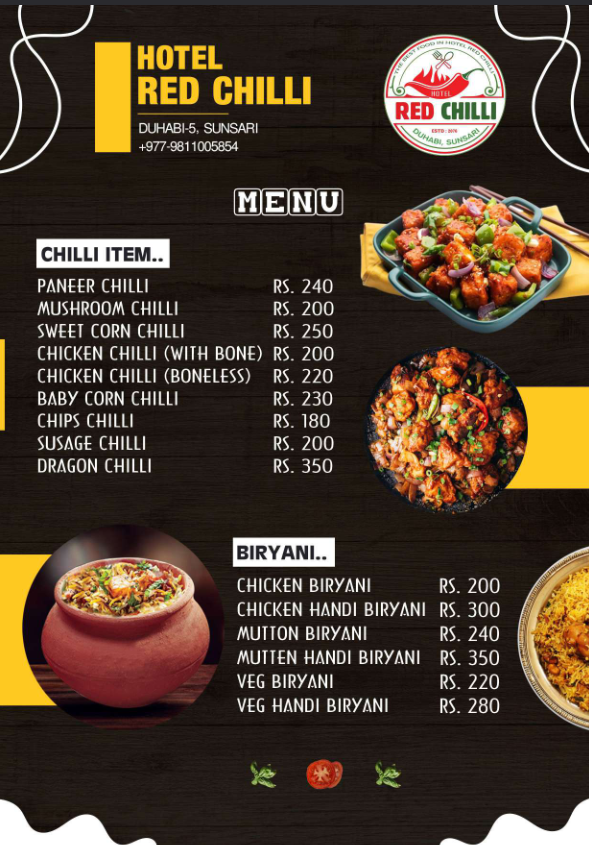 HOTEL
RED CHILLI
DUHABI-5, SUNSARI
+977-9811005854
THE BEST FOOD IN HOTEL RED CHILLI
HOTEL
RED CHILLI
DUHABI, SUNSARI
MENU
CHILLI ITEM..
PANEER CHILLI RS. 240
MUSHROOM CHILLI RS. 200
SWEET CORN CHILLI RS. 250
CHICKEN CHILLI (WITH BONE) RS. 200
CHICKEN CHILLI (BONELESS) RS. 220
BABY CORN CHILLI RS. 230
CHIPS CHILLI RS. 180
SUSAGE CHILLI RS. 200
DRAGON CHILLI RS. 350
BIRYANI..
CHICKEN BIRYANI RS. 200
CHICKEN HANDI BIRYANI RS. 300
MUTTON BIRYANI RS. 240
MUTTEN HANDI BIRYANI RS. 350
VEG BIRYANI RS. 220
VEG HANDI BIRYANI RS. 280